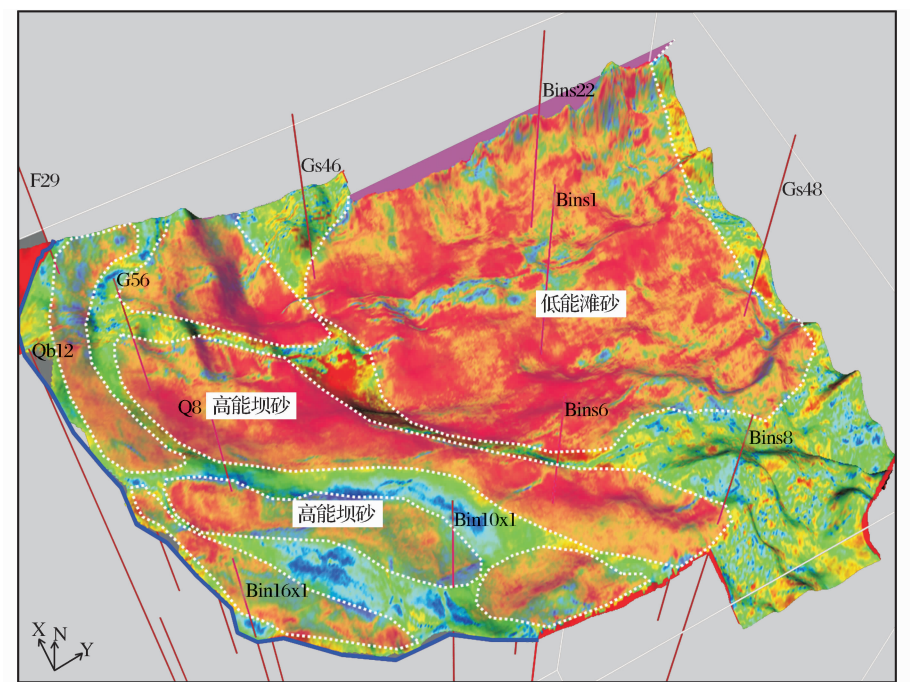 Bins22
Gs46
F29
Gs48
Bins1
G56
低能滩砂
Qb12
Q8
高能坝砂
Bins6
Bins8
高能坝砂
Bin10x1
Bin16x1
X
N
Y